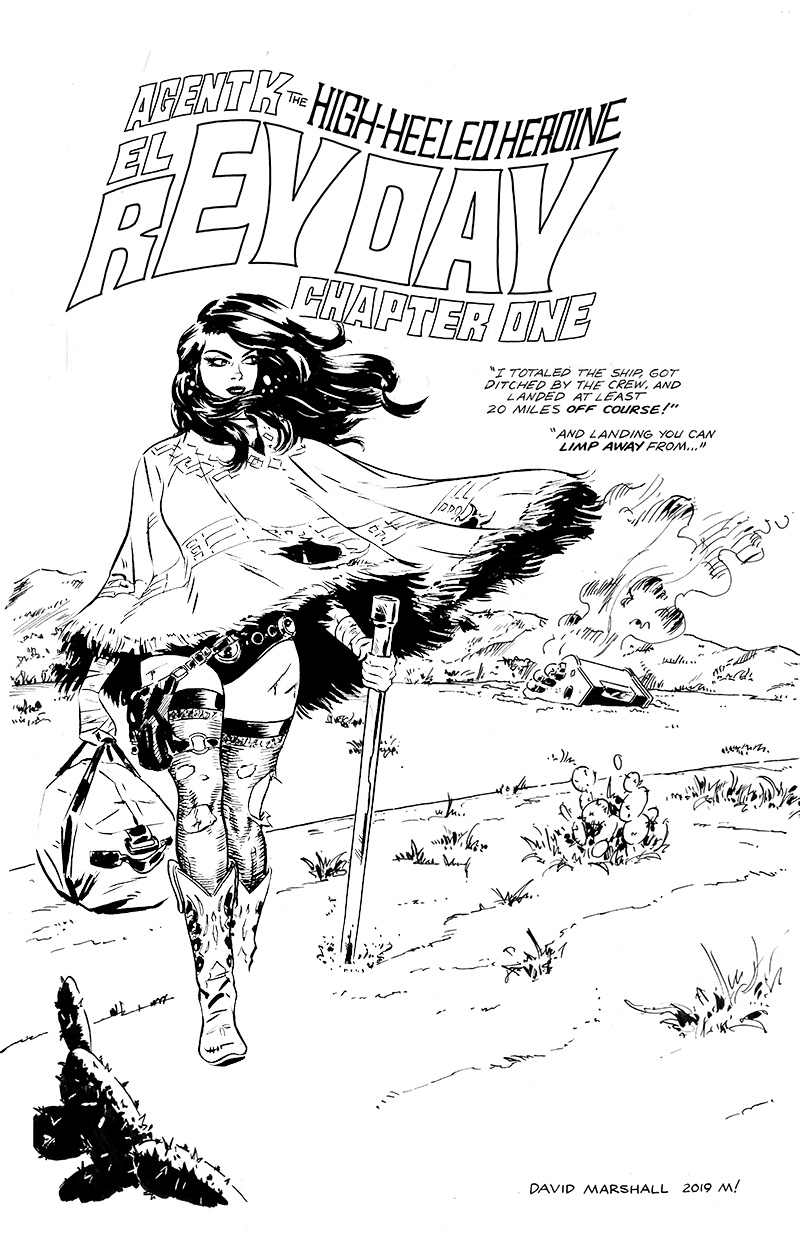 AGENT K THE HIGH-HEELED HEROINE
EL
REY DAY
CHAPTER ONE
"I TOTALED THE SHIP, GOT
DITCHED BY THE CREW, AND
LANDED AT LEAST
20 MILES OFF COURSE!"
"AND LANDING YOU CAN
LIMP AWAY FROM..."
DAVID MARSHALL 2019 M!